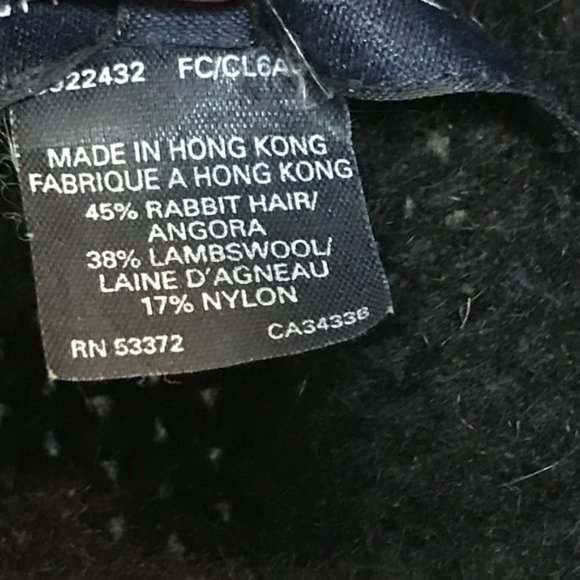 FC/CL6A
MADE IN HONG KONG
FABRIQUE A HONG KONG
45% RABBIT HAIR/
ANGORA
38% LAMBSWOOL/
LAINE D'AGNEAU
17% NYLON
RN 53372 CA34336